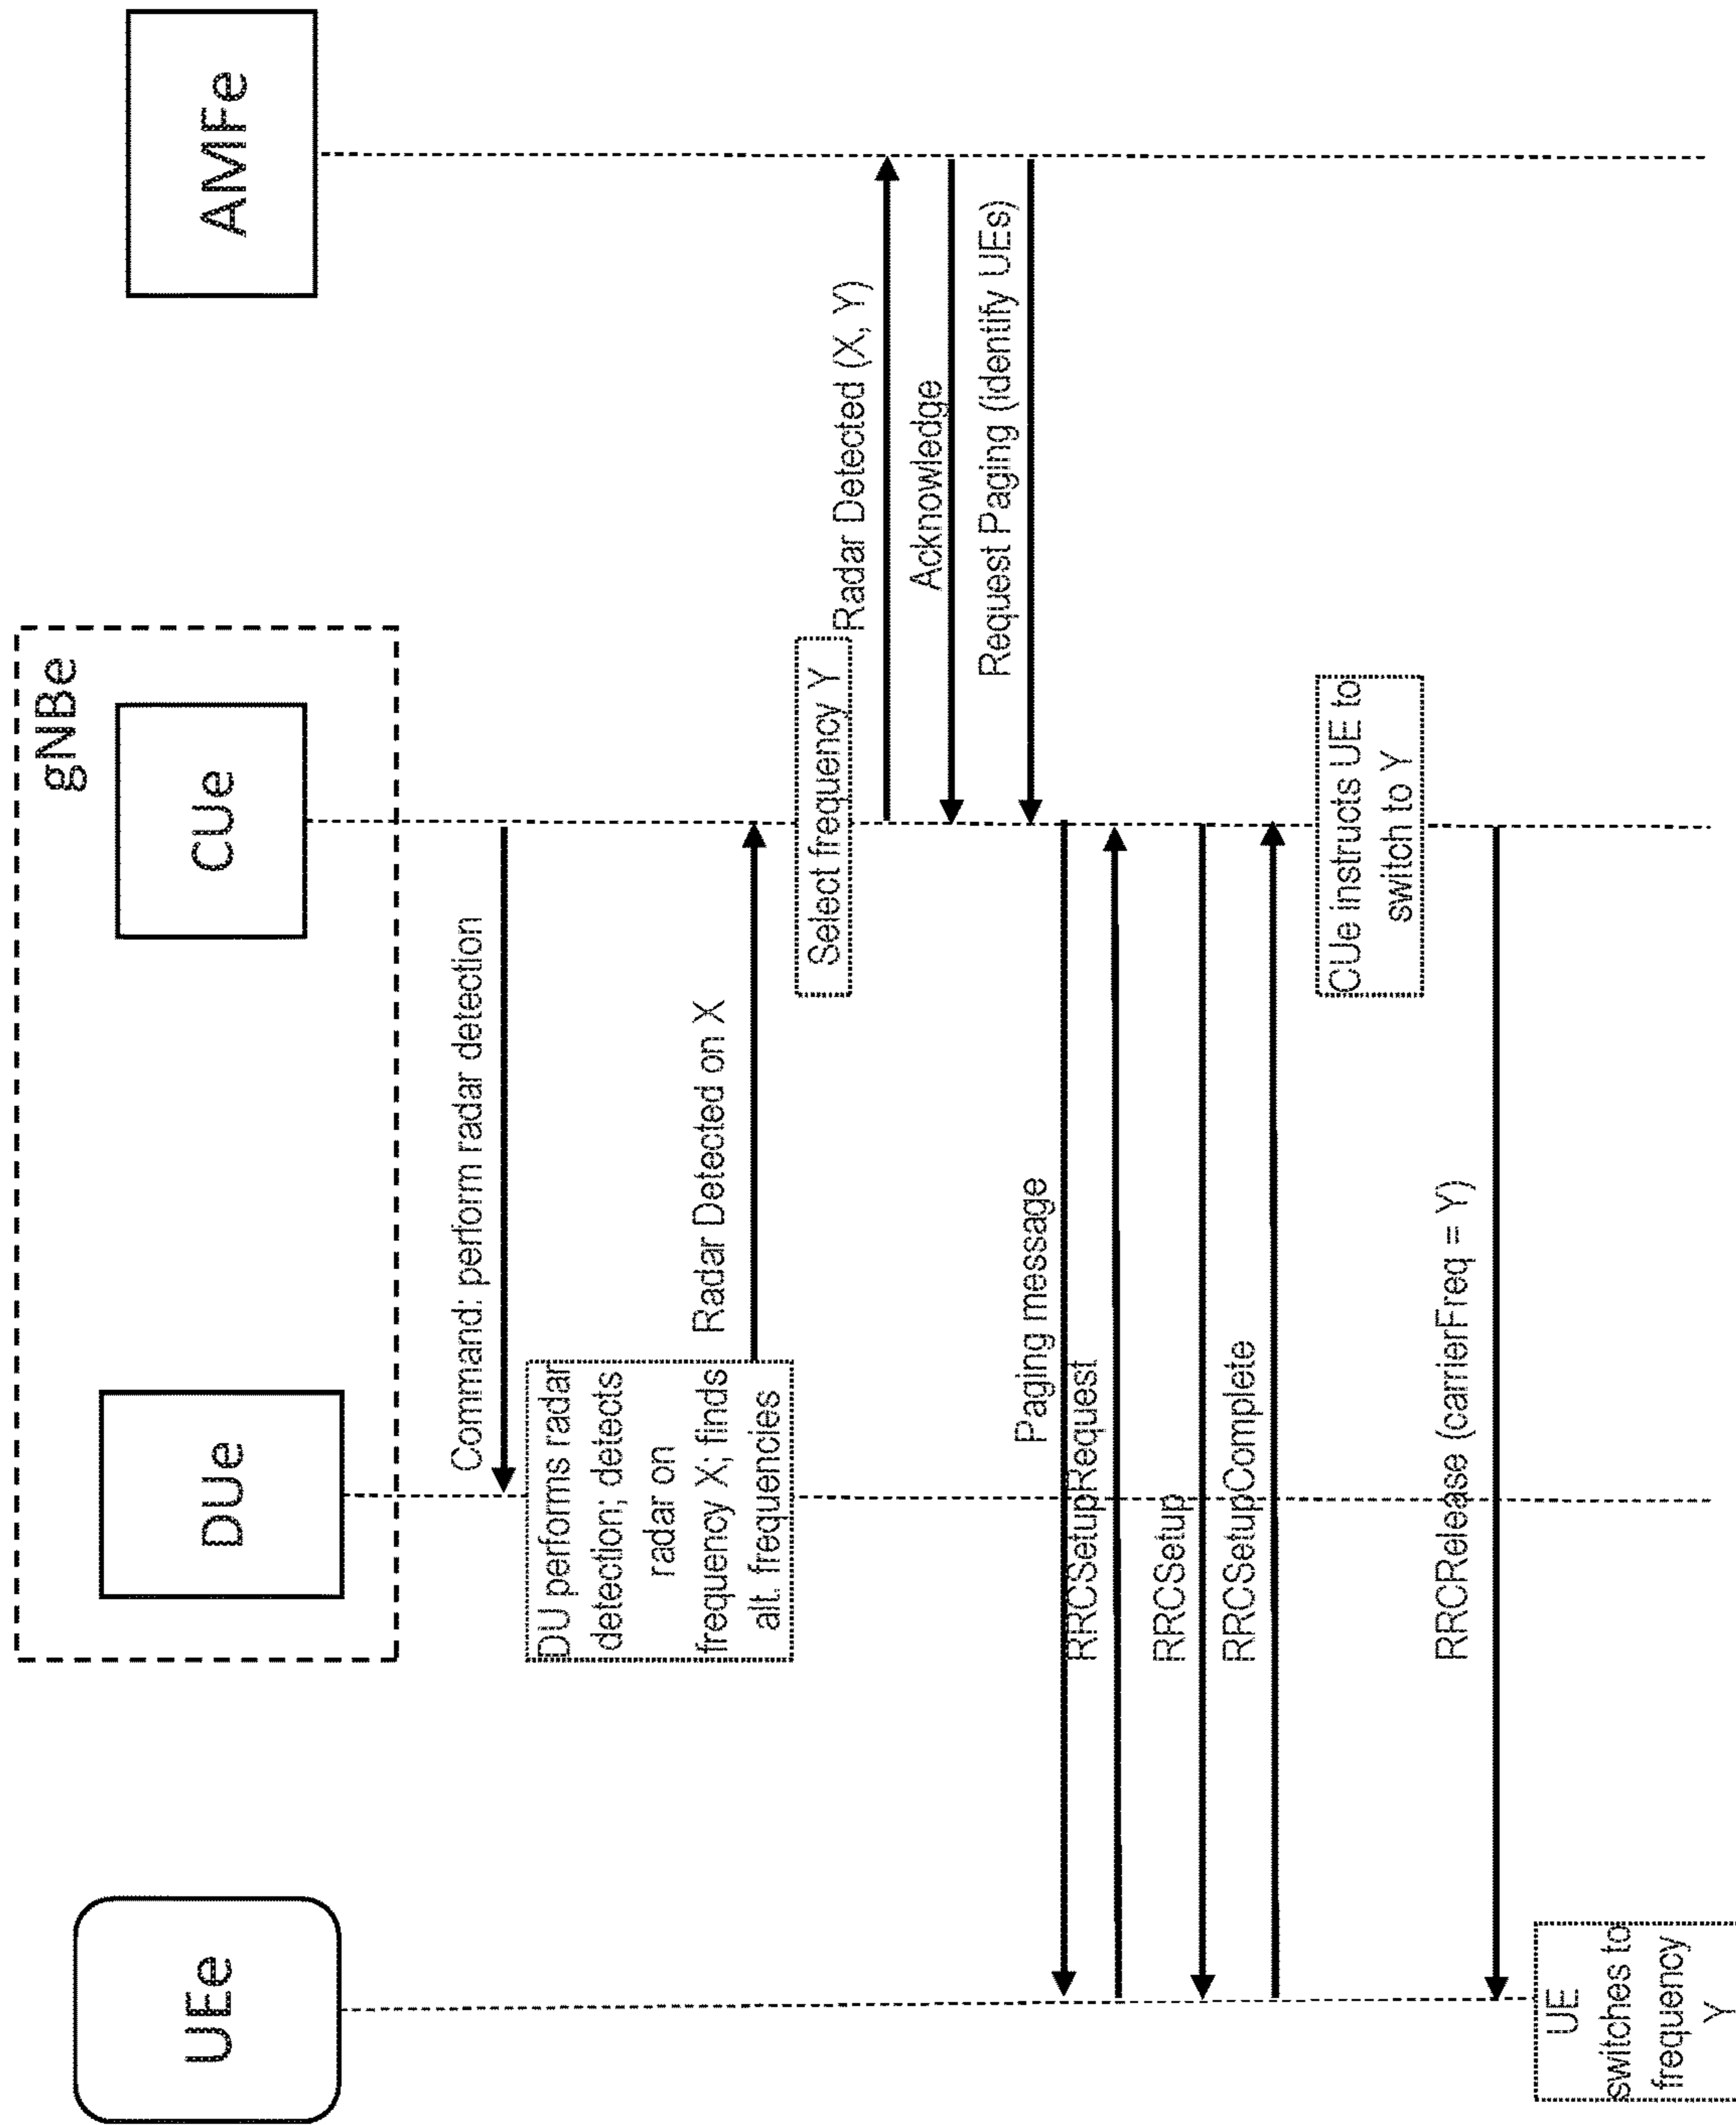 UEe
DUe
gNBe
CUe
AMFe
Command: perform radar detection
DU performs radar
detection; detects
radar on
frequency X; finds
alt. frequencies
Radar Detected on X
Select frequency Y
Radar Detected (X, Y)
Acknowledge
Request Paging (identify UEs)
Paging message
RRCSetupRequest
RRCSetup
RRCSetupComplete
CUe instructs UE to
switch to Y
RRCRelease (carrierFreq = Y)
UE
switches to
frequency
Y